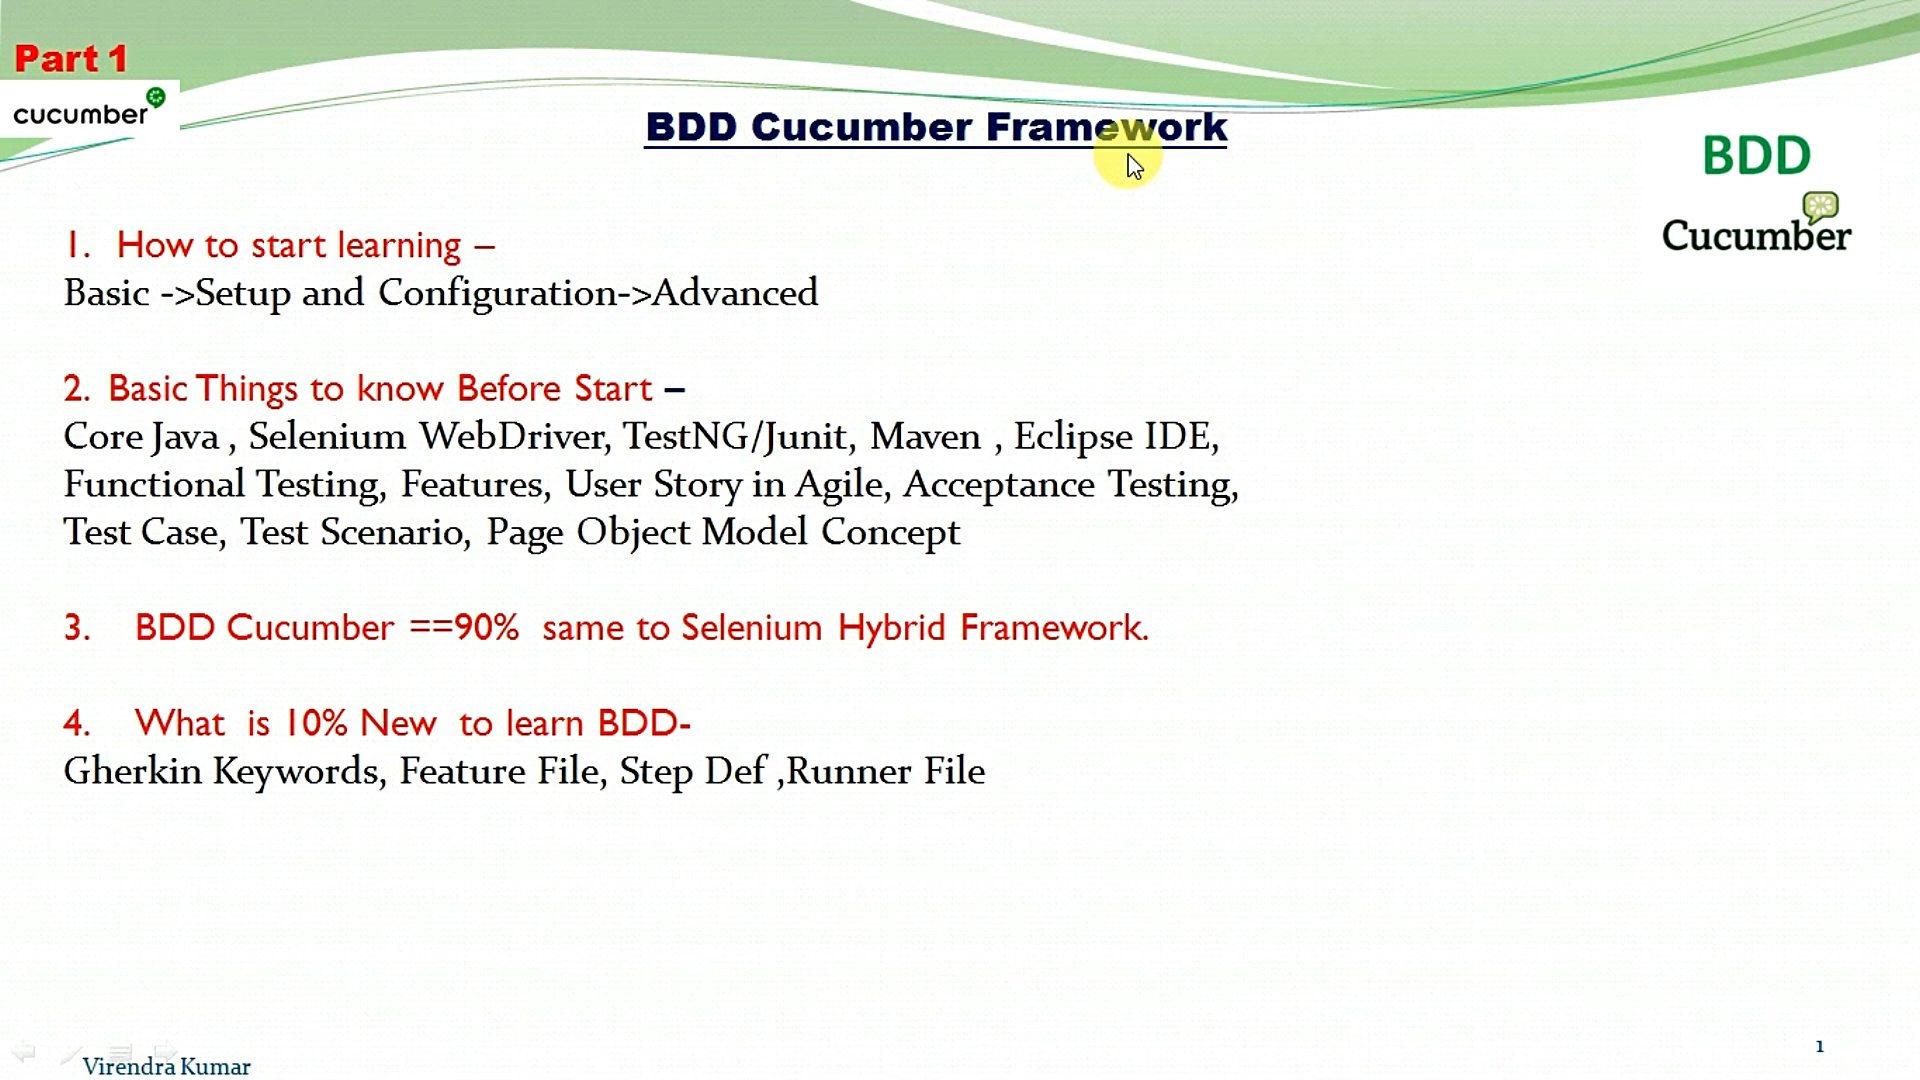 Part 1
cucumber
BDD Cucumber Framework
BDD
Cucumber
1. How to start learning –
Basic ->Setup and Configuration->Advanced
2. Basic Things to know Before Start –
Core Java , Selenium WebDriver, TestNG/Junit, Maven , Eclipse IDE,
Functional Testing, Features, User Story in Agile, Acceptance Testing,
Test Case, Test Scenario, Page Object Model Concept
3. BDD Cucumber ==90% same to Selenium Hybrid Framework.
4. What is 10% New to learn BDD-
Gherkin Keywords, Feature File, Step Def ,Runner File
Virendra Kumar
1